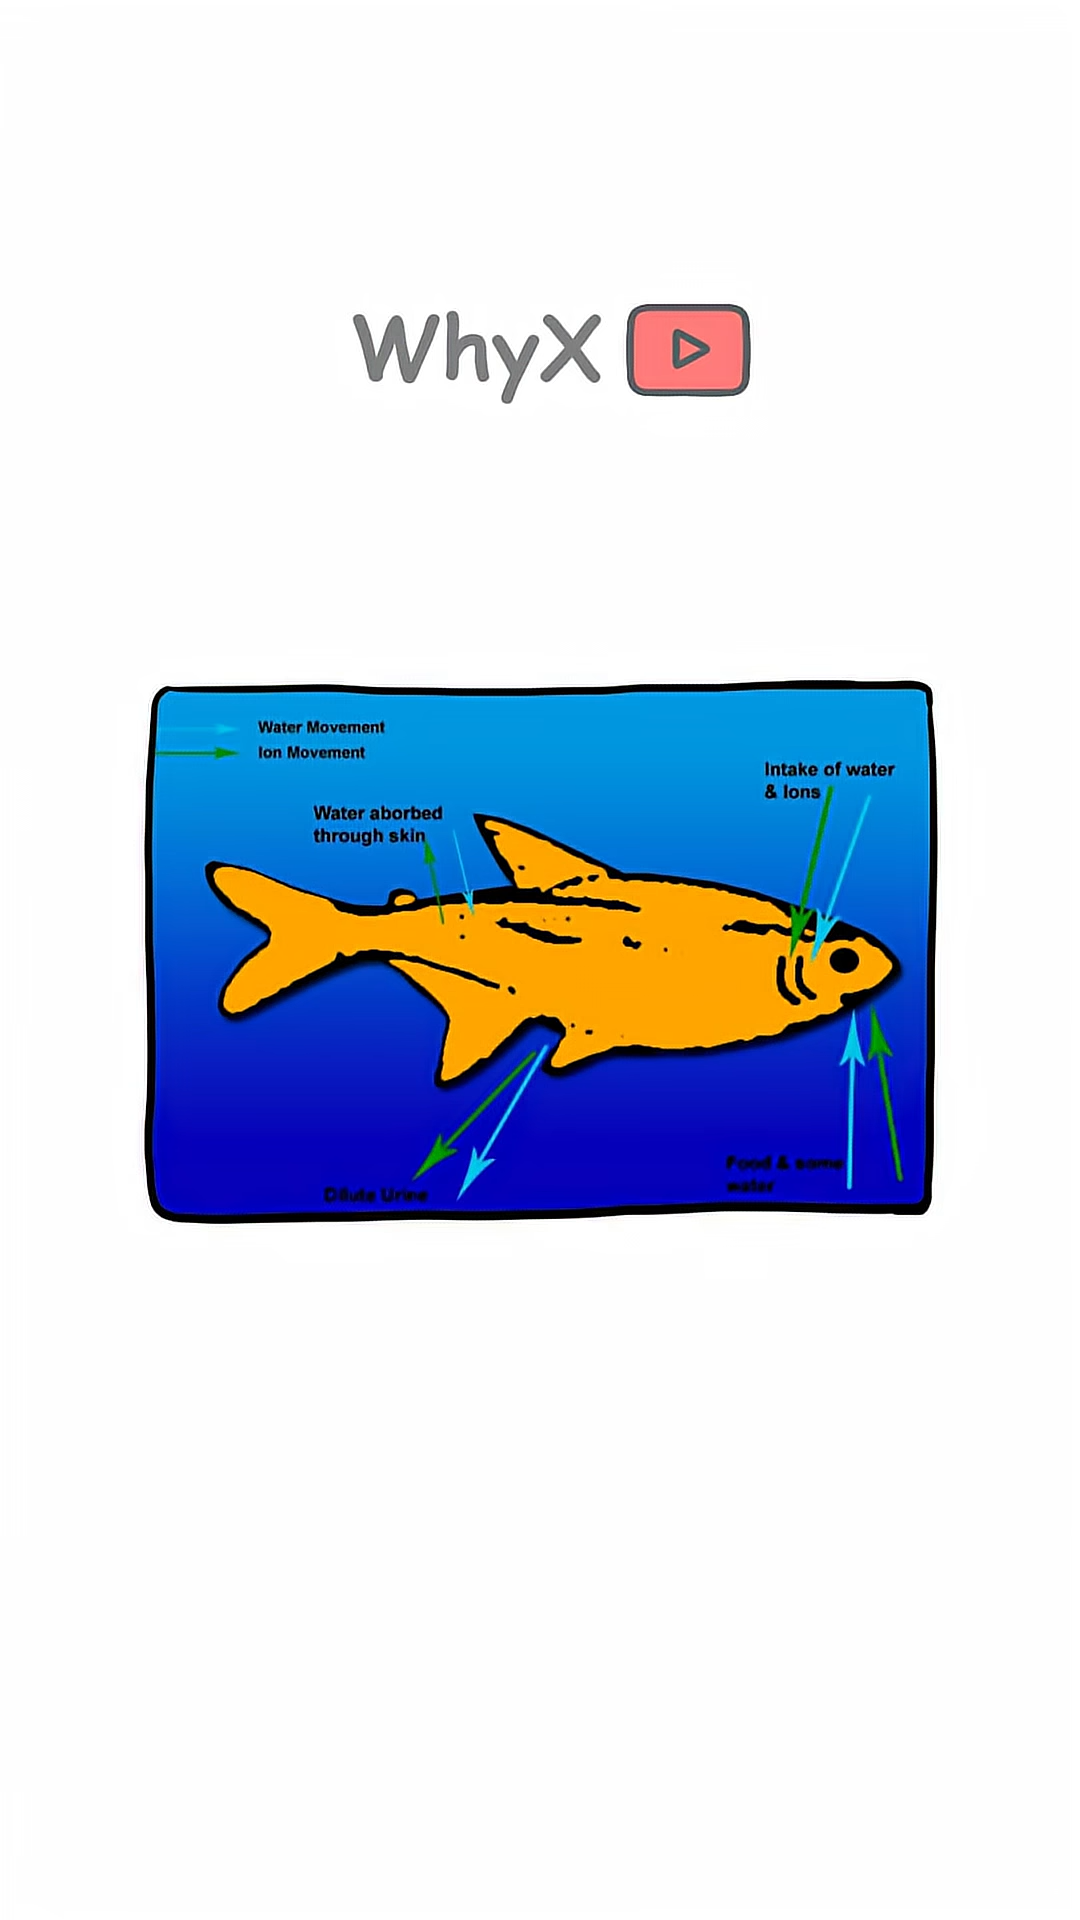 WhyX
Water Movement
Ion Movement
Intake of water
& Ions
Water aborbed
through skin
Food & some
water
Dilute Urine